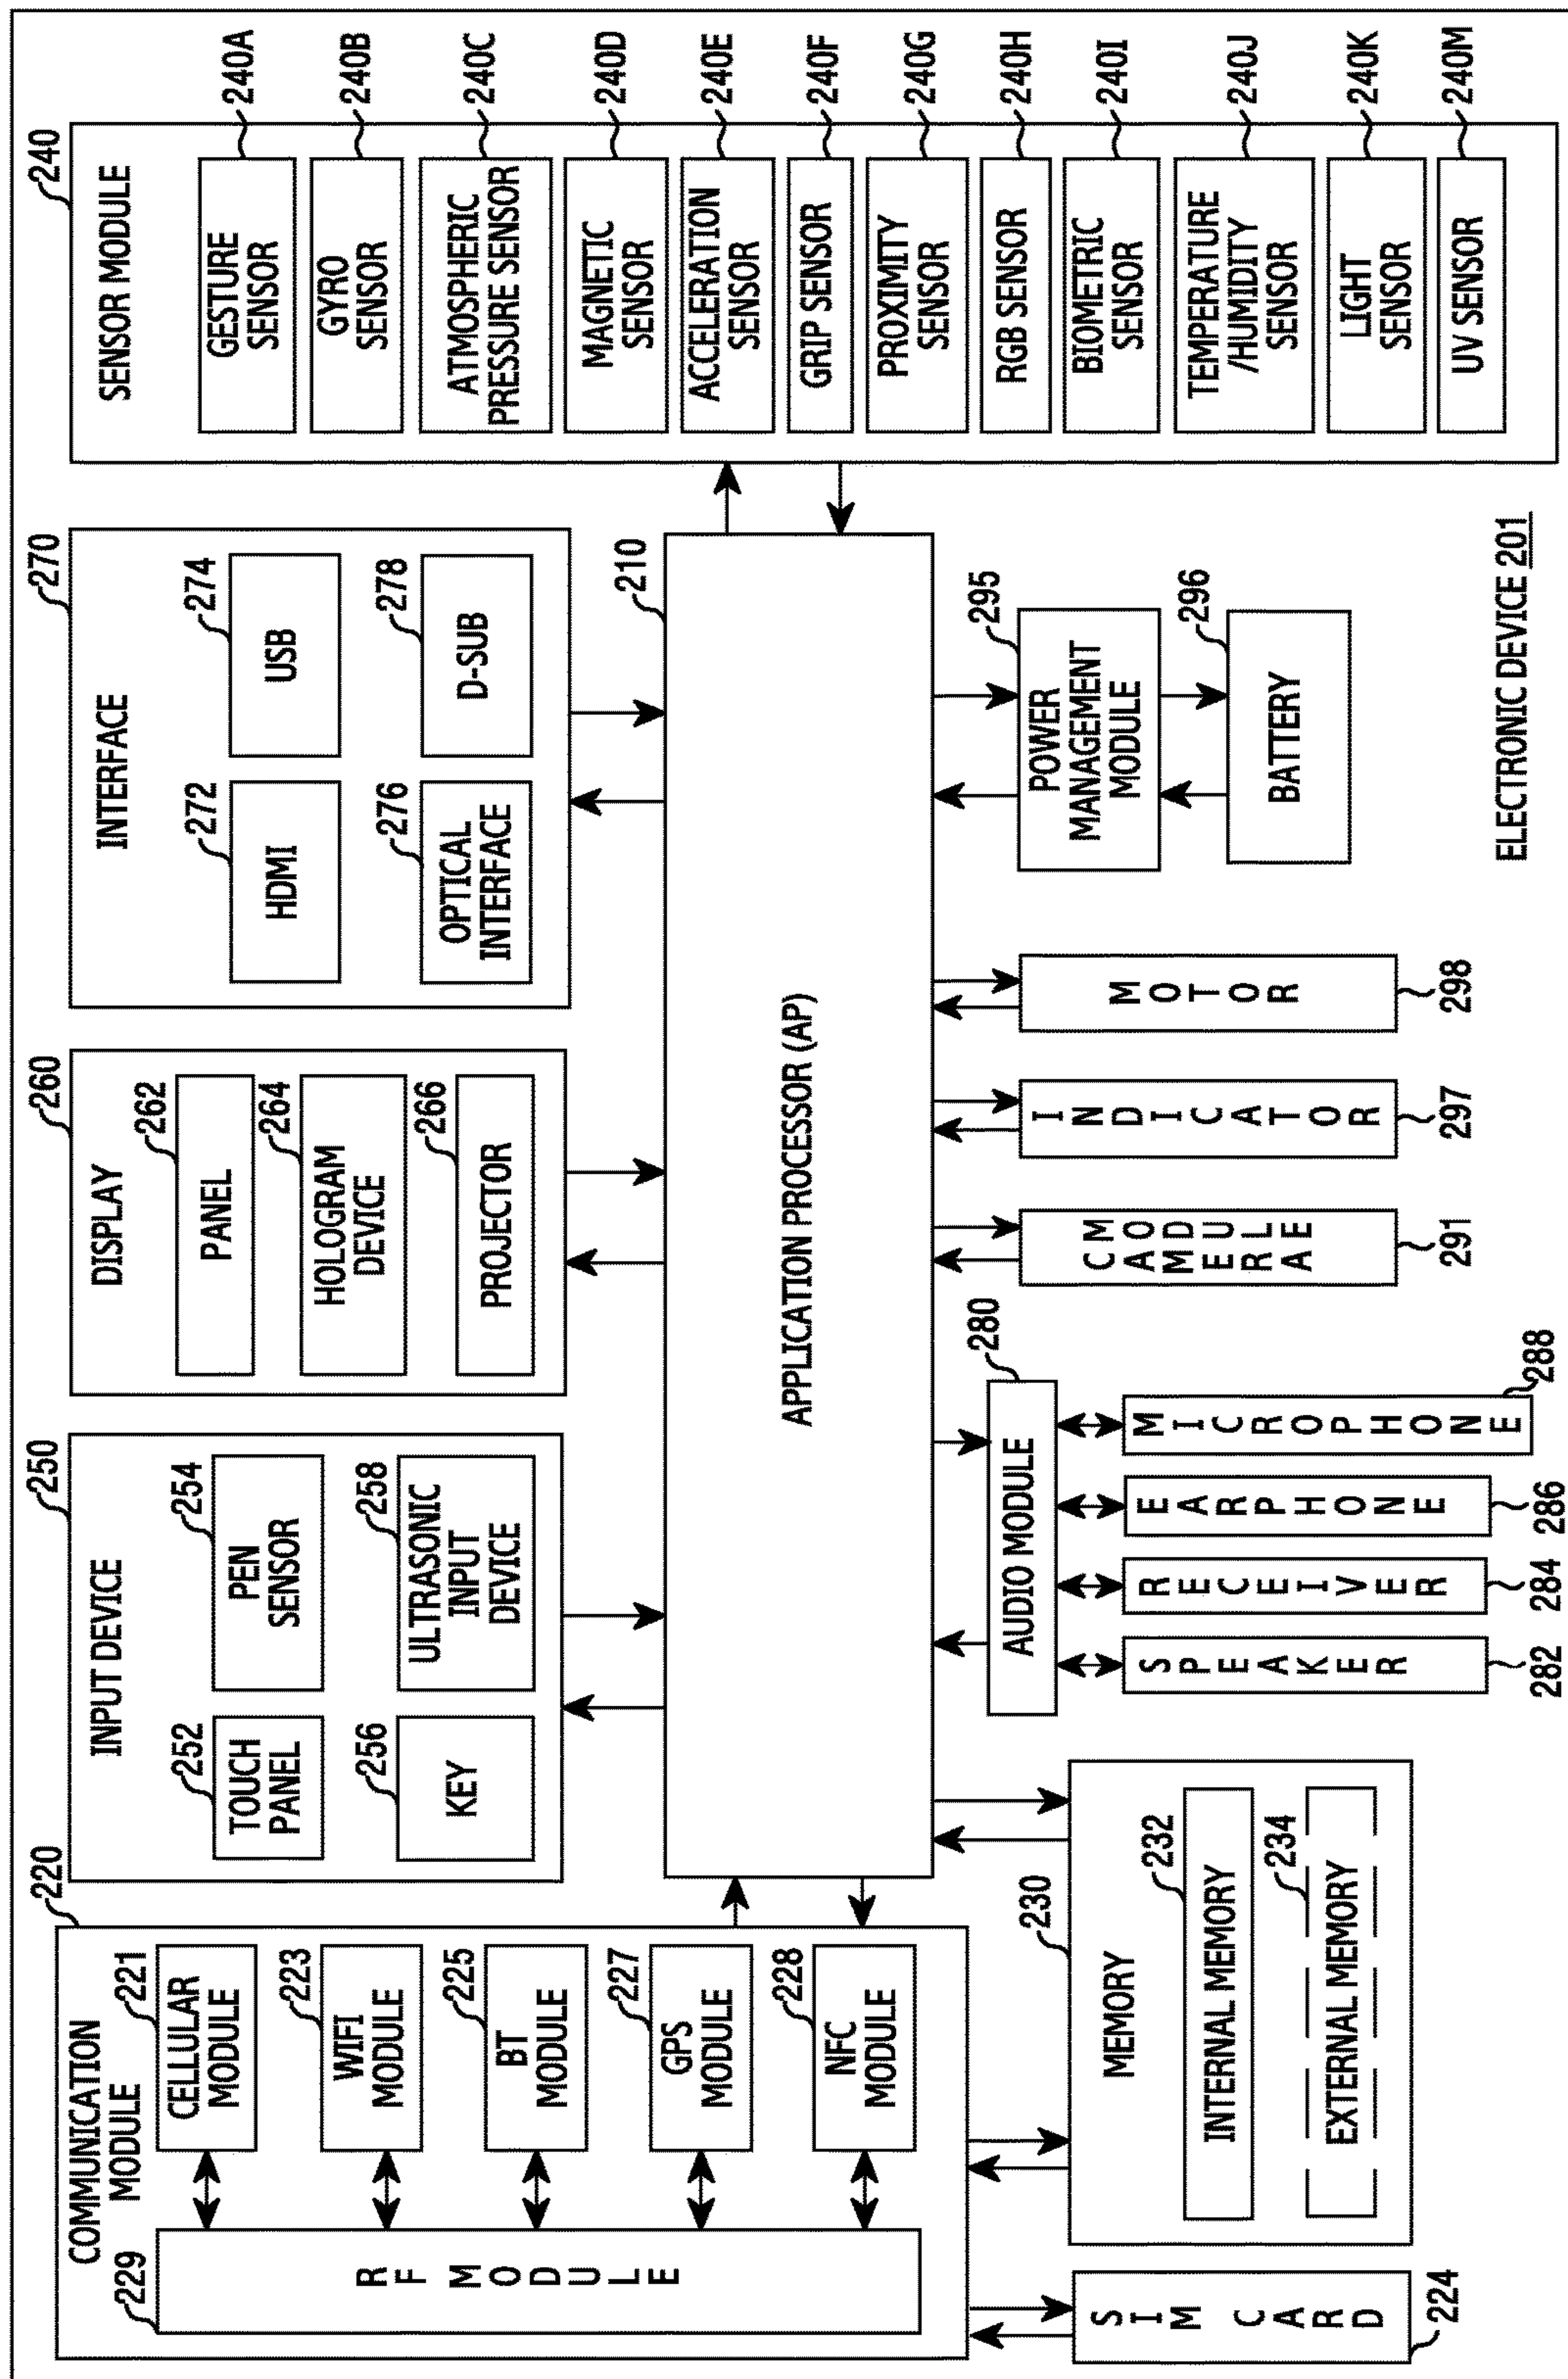 COMMUNICATION
MODULE
220
229
RF MODULE
221
CELLULAR
MODULE
223
WIFI
MODULE
225
BT
MODULE
227
GPS
MODULE
228
NFC
MODULE
250
INPUT DEVICE
252
TOUCH
PANEL
254
PEN
SENSOR
256
KEY
258
ULTRASONIC
INPUT
DEVICE
260
DISPLAY
262
PANEL
264
HOLOGRAM
DEVICE
266
PROJECTOR
270
INTERFACE
272
HDMI
274
USB
276
OPTICAL
INTERFACE
278
D-SUB
240
SENSOR MODULE
GESTURE
SENSOR
240A
GYRO
SENSOR
240B
ATMOSPHERIC
PRESSURE SENSOR
240C
MAGNETIC
SENSOR
240D
ACCELERATION
SENSOR
240E
GRIP SENSOR
240F
PROXIMITY
SENSOR
240G
RGB SENSOR
240H
BIOMETRIC
SENSOR
240I
TEMPERATURE
/HUMIDITY
SENSOR
240J
LIGHT
SENSOR
240K
UV SENSOR
240M
210
APPLICATION PROCESSOR (AP)
SIM CARD
224
230
MEMORY
232
INTERNAL MEMORY
234
EXTERNAL MEMORY
280
AUDIO MODULE
SPEAKER
282
RECEIVER
284
EARPHONE
286
MICROPHONE
288
CAMERA
MODULE
291
INDICATOR
297
MOTOR
298
295
POWER
MANAGEMENT
MODULE
296
BATTERY
ELECTRONIC DEVICE 201